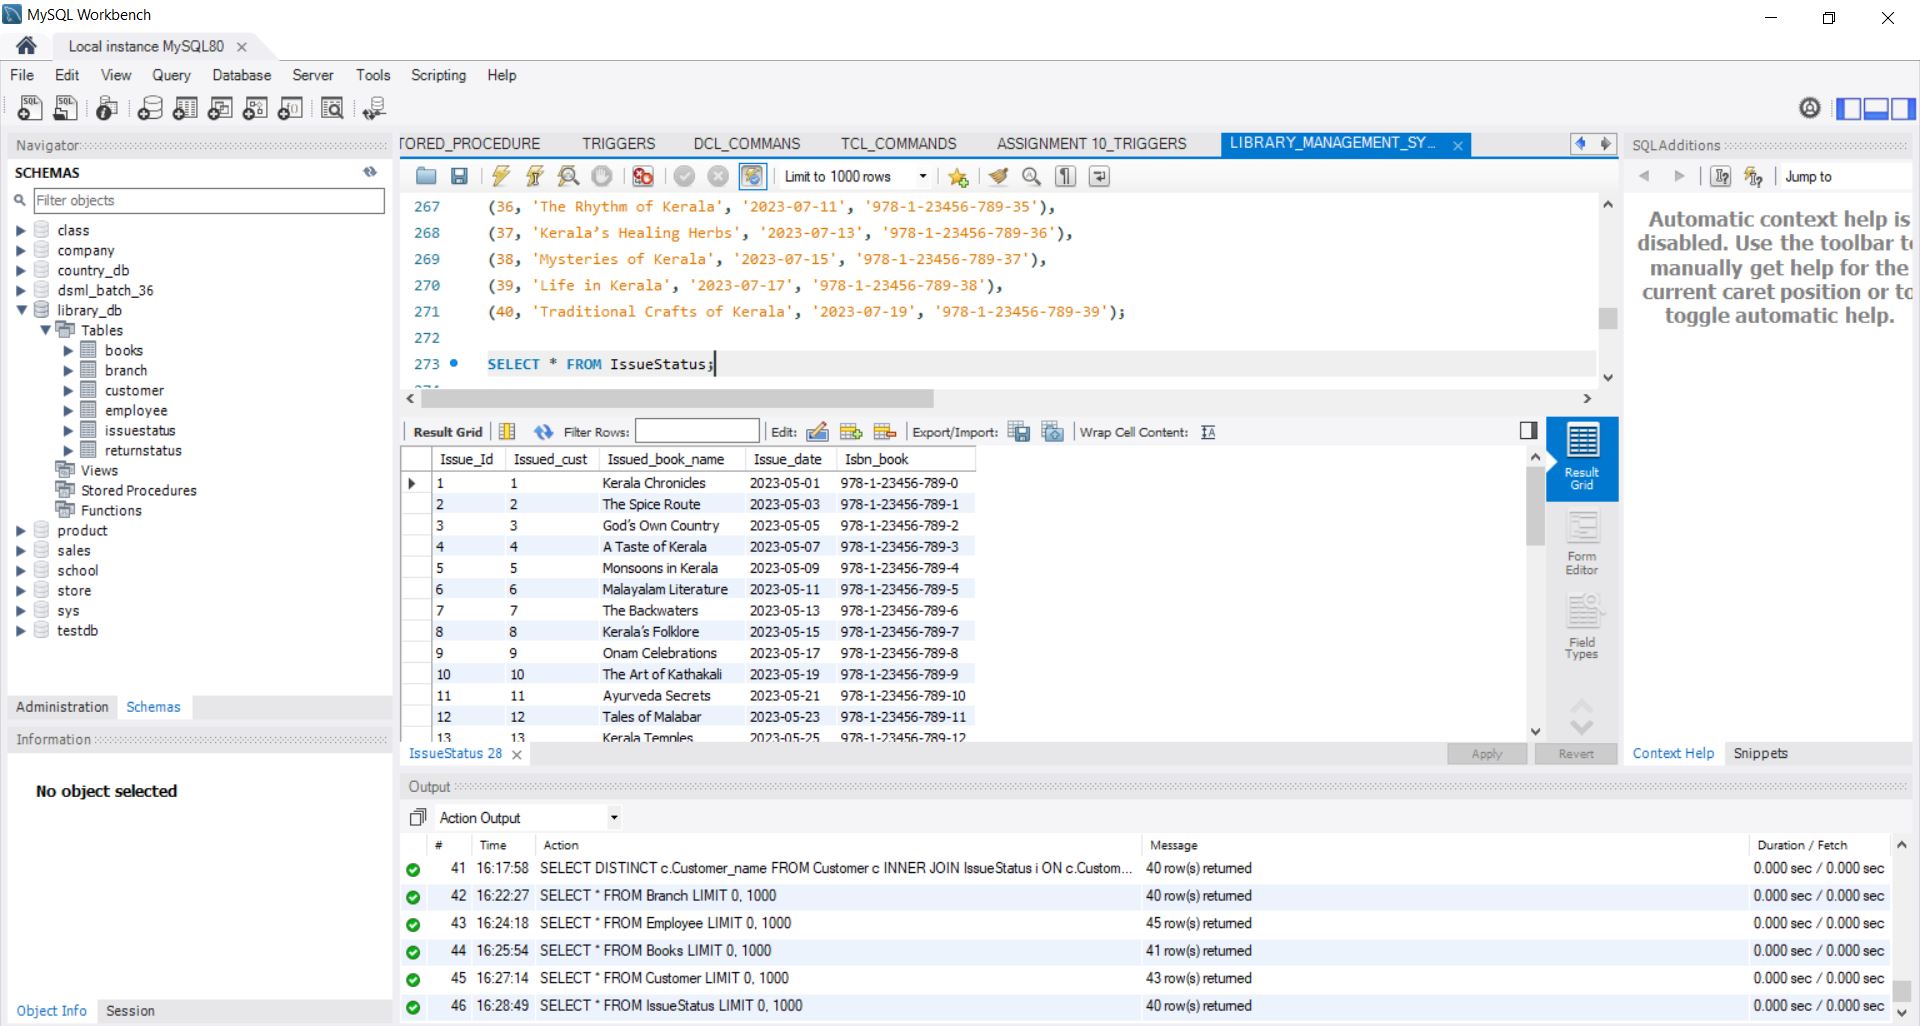 MySQL Workbench
Local instance MySQL80
File Edit View Query Database Server Tools Scripting Help
Navigator
SCHEMAS
Filter objects
class
company
country_db
dsml_batch_36
library_db
Tables
books
branch
customer
employee
issuestatus
returnstatus
Views
Stored Procedures
Functions
product
sales
school
store
sys
testdb
Administration Schemas
Information
No object selected
Object Info Session
TORED_PROCEDURE TRIGGERS DCL_COMMANS TCL_COMMANDS ASSIGNMENT 10_TRIGGERS LIBRARY_MANAGEMENT_SY...
Limit to 1000 rows
267 (36, 'The Rhythm of Kerala', '2023-07-11', '978-1-23456-789-35'),
268 (37, 'Kerala’s Healing Herbs', '2023-07-13', '978-1-23456-789-36'),
269 (38, 'Mysteries of Kerala', '2023-07-15', '978-1-23456-789-37'),
270 (39, 'Life in Kerala', '2023-07-17', '978-1-23456-789-38'),
271 (40, 'Traditional Crafts of Kerala', '2023-07-19', '978-1-23456-789-39');
272
273 SELECT * FROM IssueStatus;
Result Grid Filter Rows: Edit: Export/Import: Wrap Cell Content:
Issue_Id Issued_cust Issued_book_name Issue_date Isbn_book
1 1 Kerala Chronicles 2023-05-01 978-1-23456-789-0
2 2 The Spice Route 2023-05-03 978-1-23456-789-1
3 3 God’s Own Country 2023-05-05 978-1-23456-789-2
4 4 A Taste of Kerala 2023-05-07 978-1-23456-789-3
5 5 Monsoons in Kerala 2023-05-09 978-1-23456-789-4
6 6 Malayalam Literature 2023-05-11 978-1-23456-789-5
7 7 The Backwaters 2023-05-13 978-1-23456-789-6
8 8 Kerala’s Folklore 2023-05-15 978-1-23456-789-7
9 9 Onam Celebrations 2023-05-17 978-1-23456-789-8
10 10 The Art of Kathakali 2023-05-19 978-1-23456-789-9
11 11 Ayurveda Secrets 2023-05-21 978-1-23456-789-10
12 12 Tales of Malabar 2023-05-23 978-1-23456-789-11
13 13 Kerala Temples 2023-05-25 978-1-23456-789-12
Result
Grid
Form
Editor
Field
Types
IssueStatus 28
Apply Revert
SQLAdditions
Jump to
Automatic context help is
disabled. Use the toolbar to
manually get help for the
current caret position or to
toggle automatic help.
Context Help Snippets
Output
Action Output
# Time Action Message Duration / Fetch
41 16:17:58 SELECT DISTINCT c.Customer_name FROM Customer c INNER JOIN IssueStatus i ON c.Custom... 40 row(s) returned 0.000 sec / 0.000 sec
42 16:22:27 SELECT * FROM Branch LIMIT 0, 1000 40 row(s) returned 0.000 sec / 0.000 sec
43 16:24:18 SELECT * FROM Employee LIMIT 0, 1000 45 row(s) returned 0.000 sec / 0.000 sec
44 16:25:54 SELECT * FROM Books LIMIT 0, 1000 41 row(s) returned 0.000 sec / 0.000 sec
45 16:27:14 SELECT * FROM Customer LIMIT 0, 1000 43 row(s) returned 0.000 sec / 0.000 sec
46 16:28:49 SELECT * FROM IssueStatus LIMIT 0, 1000 40 row(s) returned 0.000 sec / 0.000 sec